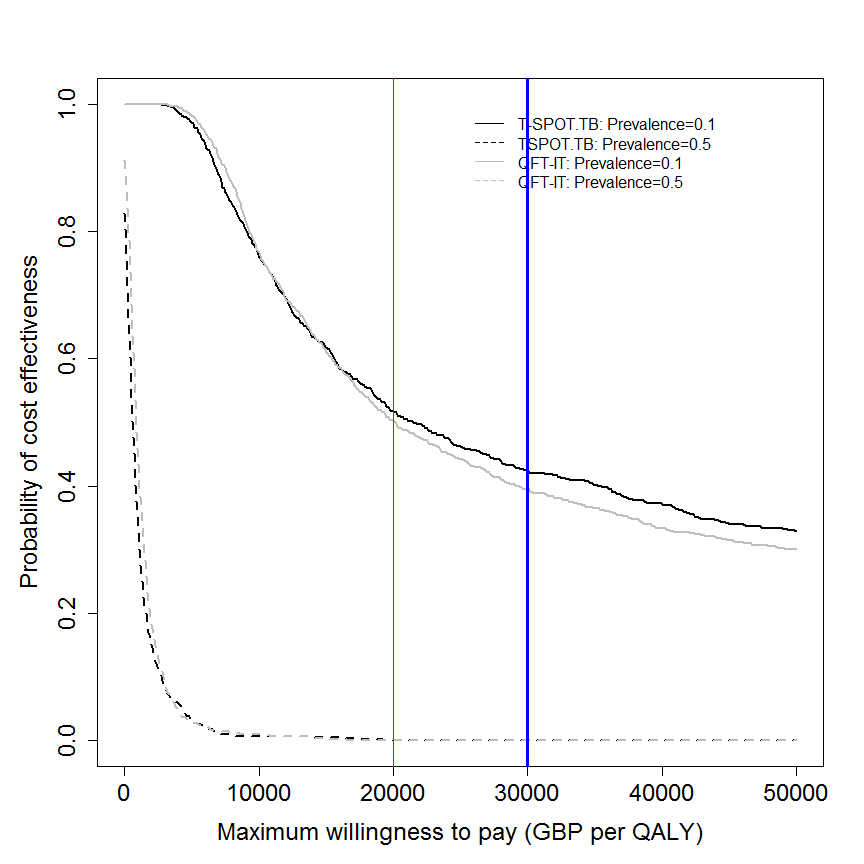 T-SPOT.TB: Prevalence=0.1
TSPOT.TB: Prevalence=0.5
QFT-IT: Prevalence=0.1
QFT-IT: Prevalence=0.5
Probability of cost effectiveness
1.0
0.8
0.6
0.4
0.2
0.0
0 10000 20000 30000 40000 50000
Maximum willingness to pay (GBP per QALY)